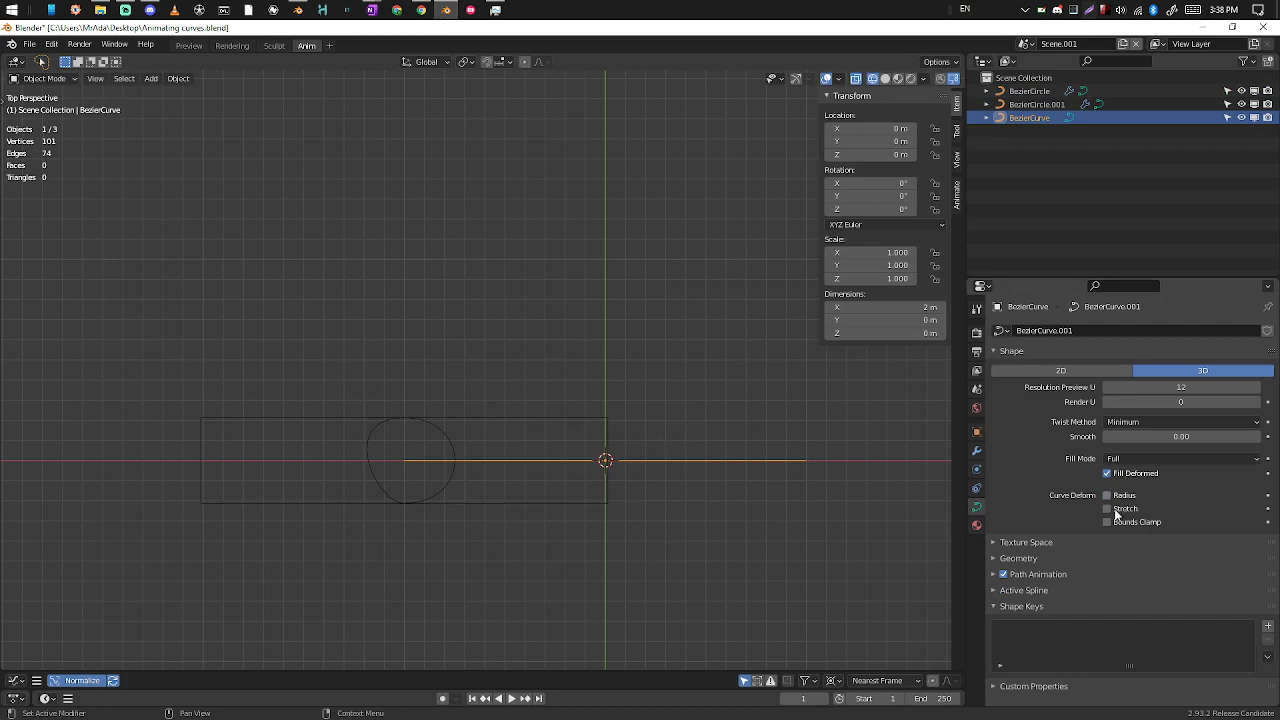 EN
3:38 PM
Blender* [C:\Users\MrAda\Desktop\Animating curves.blend]
File Edit Render Window Help Preview Rendering Sculpt Anim +
Scene.001
View Layer
Global
Options
Object Mode View Select Add Object
Top Perspective
(1) Scene Collection | BezierCurve
Objects 1/3
Vertices 101
Edges 74
Faces 0
Triangles 0
Transform
Location:
X 0 m
Y 0 m
Z 0 m
Rotation:
X 0°
Y 0°
Z 0°
XYZ Euler
Scale:
X 1.000
Y 1.000
Z 1.000
Dimensions:
X 2 m
Y 0 m
Z 0 m
Item
Tool
View
Animate
Scene Collection
BezierCircle
BezierCircle.001
BezierCurve
BezierCurve BezierCurve.001
BezierCurve.001
Shape
2D 3D
Resolution Preview U 12
Render U 0
Twist Method Minimum
Smooth 0.00
Fill Mode Full
Fill Deformed
Curve Deform Radius
Stretch
Bounds Clamp
Texture Space
Geometry
Path Animation
Active Spline
Shape Keys
Custom Properties
Normalize
Nearest Frame
1 Start 1 End 250
Set Active Modifier Pan View Context Menu
2.93.2 Release Candidate